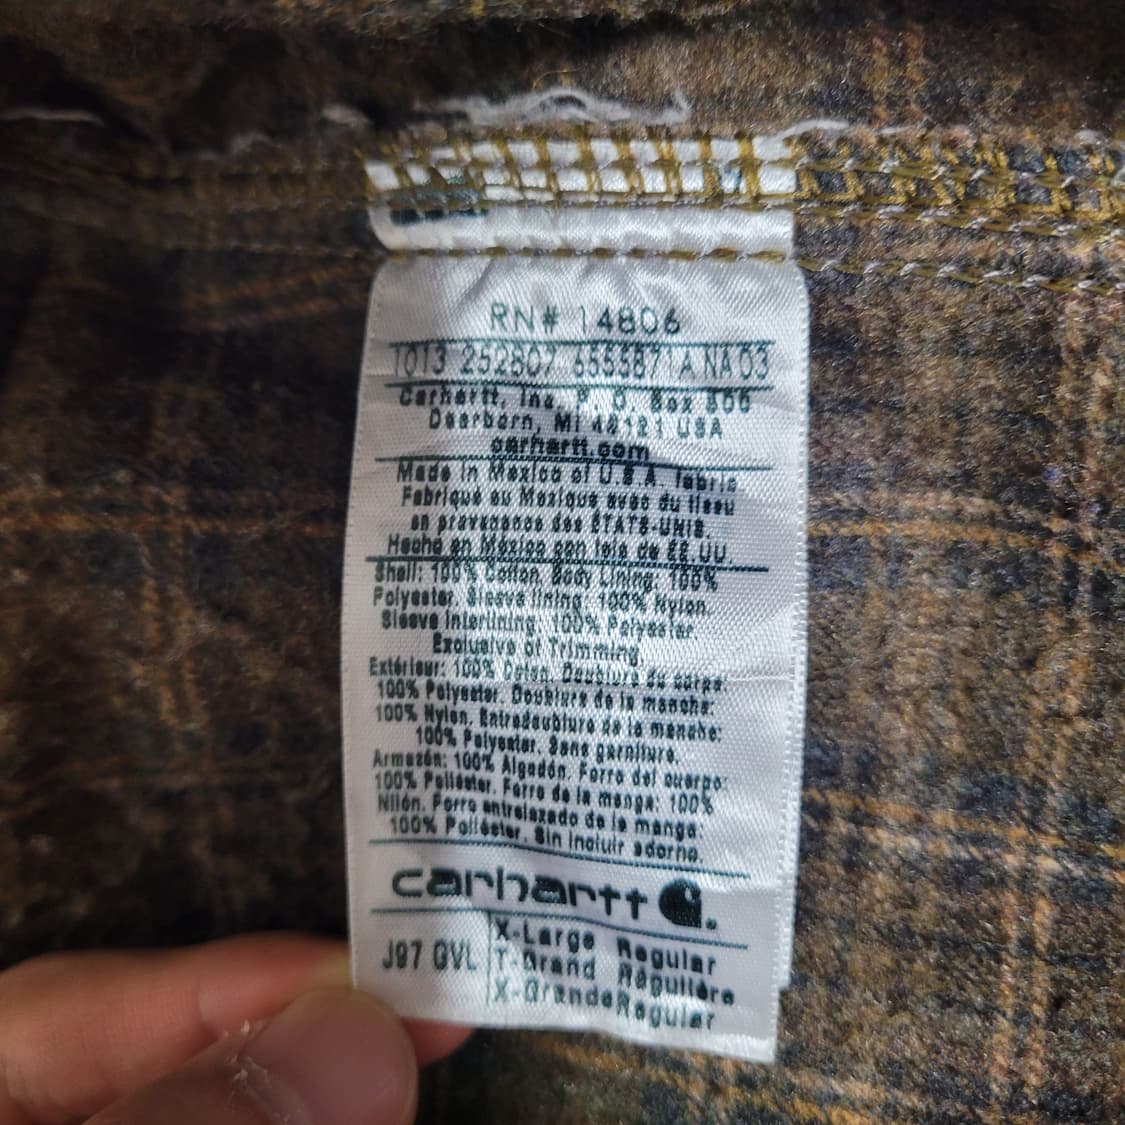 RN# 14806
1013 252507 6555871A NA 03
Carhartt, Inc. P.O. Box 600
Dearborn, MI 48121 USA
carhartt.com
Made in Mexico of U.S.A. fabric
Fabriqué au Mexique avec du tissu
en provenance des ÉTATS-UNIS.
Hecho en México con tela de EE.UU.
Shell: 100% Cotton. Body Lining: 100%
Polyester. Sleeve lining: 100% Nylon.
Sleeve Interlining: 100% Polyester
Exclusive of Trimming.
Extérieur: 100% Coton. Doublure du corps:
100% Polyester. Doublure de la manche:
100% Nylon. Entredoublure de la manche:
100% Polyester. Sans garniture.
Armazón: 100% Algodón. Forro del cuerpo:
100% Poliéster. Forro de la manga: 100%
Nilón. Forro entrelazado de la manga:
100% Poliéster. Sin incluir adorno.
carhartt
J97 GVL
X-Large Regular
T-Grand Régulière
X-Grande Regular